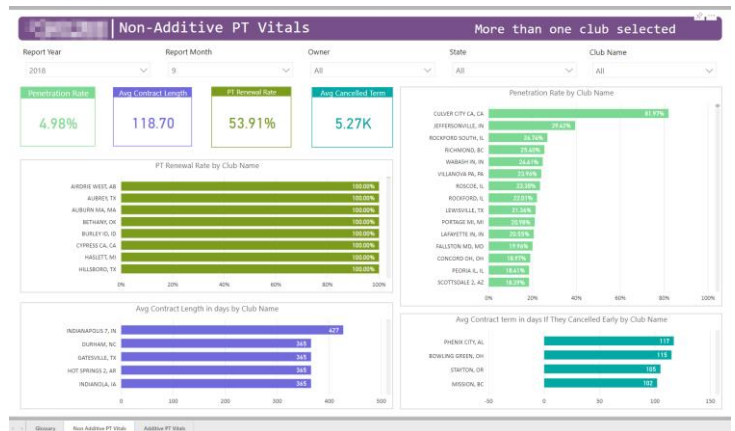 Non-Additive PT Vitals
More than one club selected
Report Year
Report Month
Owner
State
Club Name
2018
9
All
All
All
Penetration Rate
Avg Contract Length
PT Renewal Rate
Avg Cancelled Term
4.98%
118.70
53.91%
5.27K
Penetration Rate by Club Name
CULVER CITY CA, CA 81.97%
JEFFERSONVILLE, IN 39.62%
ROCKFORD SOUTH, IL 26.76%
RICHMOND, BC 25.60%
WABASH IN, IN 24.61%
VILLANOVA PA, PA 23.96%
ROSCOE, IL 23.38%
ROCKFORD, IL 22.01%
LEWISVILLE, TX 21.36%
PORTAGE MI, MI 20.98%
LAFAYETTE IN, IN 20.55%
FALLSTON MD, MD 19.96%
CONCORD OH, OH 18.97%
PEORIA IL, IL 18.41%
SCOTTSDALE 2, AZ 18.29%
0% 20% 40% 60% 80% 100%
PT Renewal Rate by Club Name
AIRDRIE WEST, AB 100.00%
AUBREY, TX 100.00%
AUBURN MA, MA 100.00%
BETHANY, OK 100.00%
BURLEY ID, ID 100.00%
CYPRESS CA, CA 100.00%
HASLETT, MI 100.00%
HILLSBORO, TX 100.00%
0% 20% 40% 60% 80% 100%
Avg Contract Length in days by Club Name
INDIANAPOLIS 7, IN 427
DURHAM, NC 365
GATESVILLE, TX 365
HOT SPRINGS 2, AR 365
INDIANOLA, IA 365
0 100 200 300 400 500
Avg Contract term in days If They Cancelled Early by Club Name
PHENIX CITY, AL 117
BOWLING GREEN, OH 115
STAYTON, OR 105
MISSION, BC 102
-50 0 50 100 150
Glossary Non Additive PT Vitals Additive PT Vitals